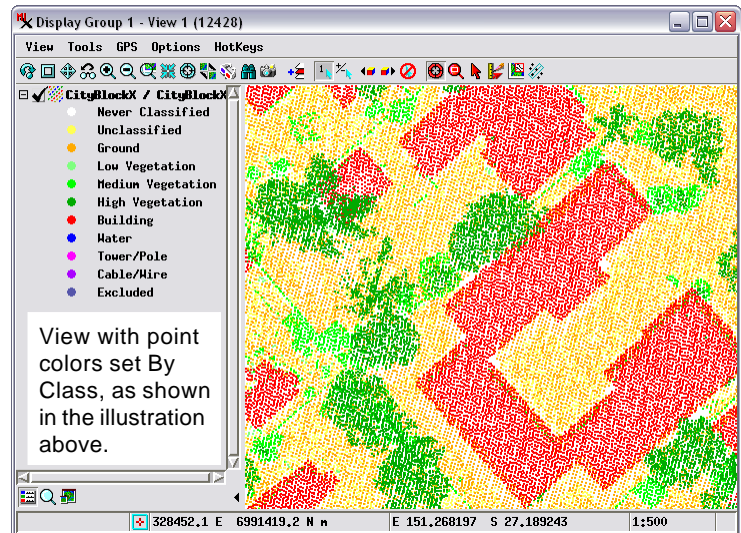 Display Group 1 - View 1 (12428)
View Tools GPS Options HotKeys
CityBlockX / CityBlockX
Never Classified
Unclassified
Ground
Low Vegetation
Medium Vegetation
High Vegetation
Building
Water
Tower/Pole
Cable/Wire
Excluded
View with point
colors set By
Class, as shown
in the illustration
above.
328452.1 E 6991419.2 N m E 151.268197 S 27.189243 1:500